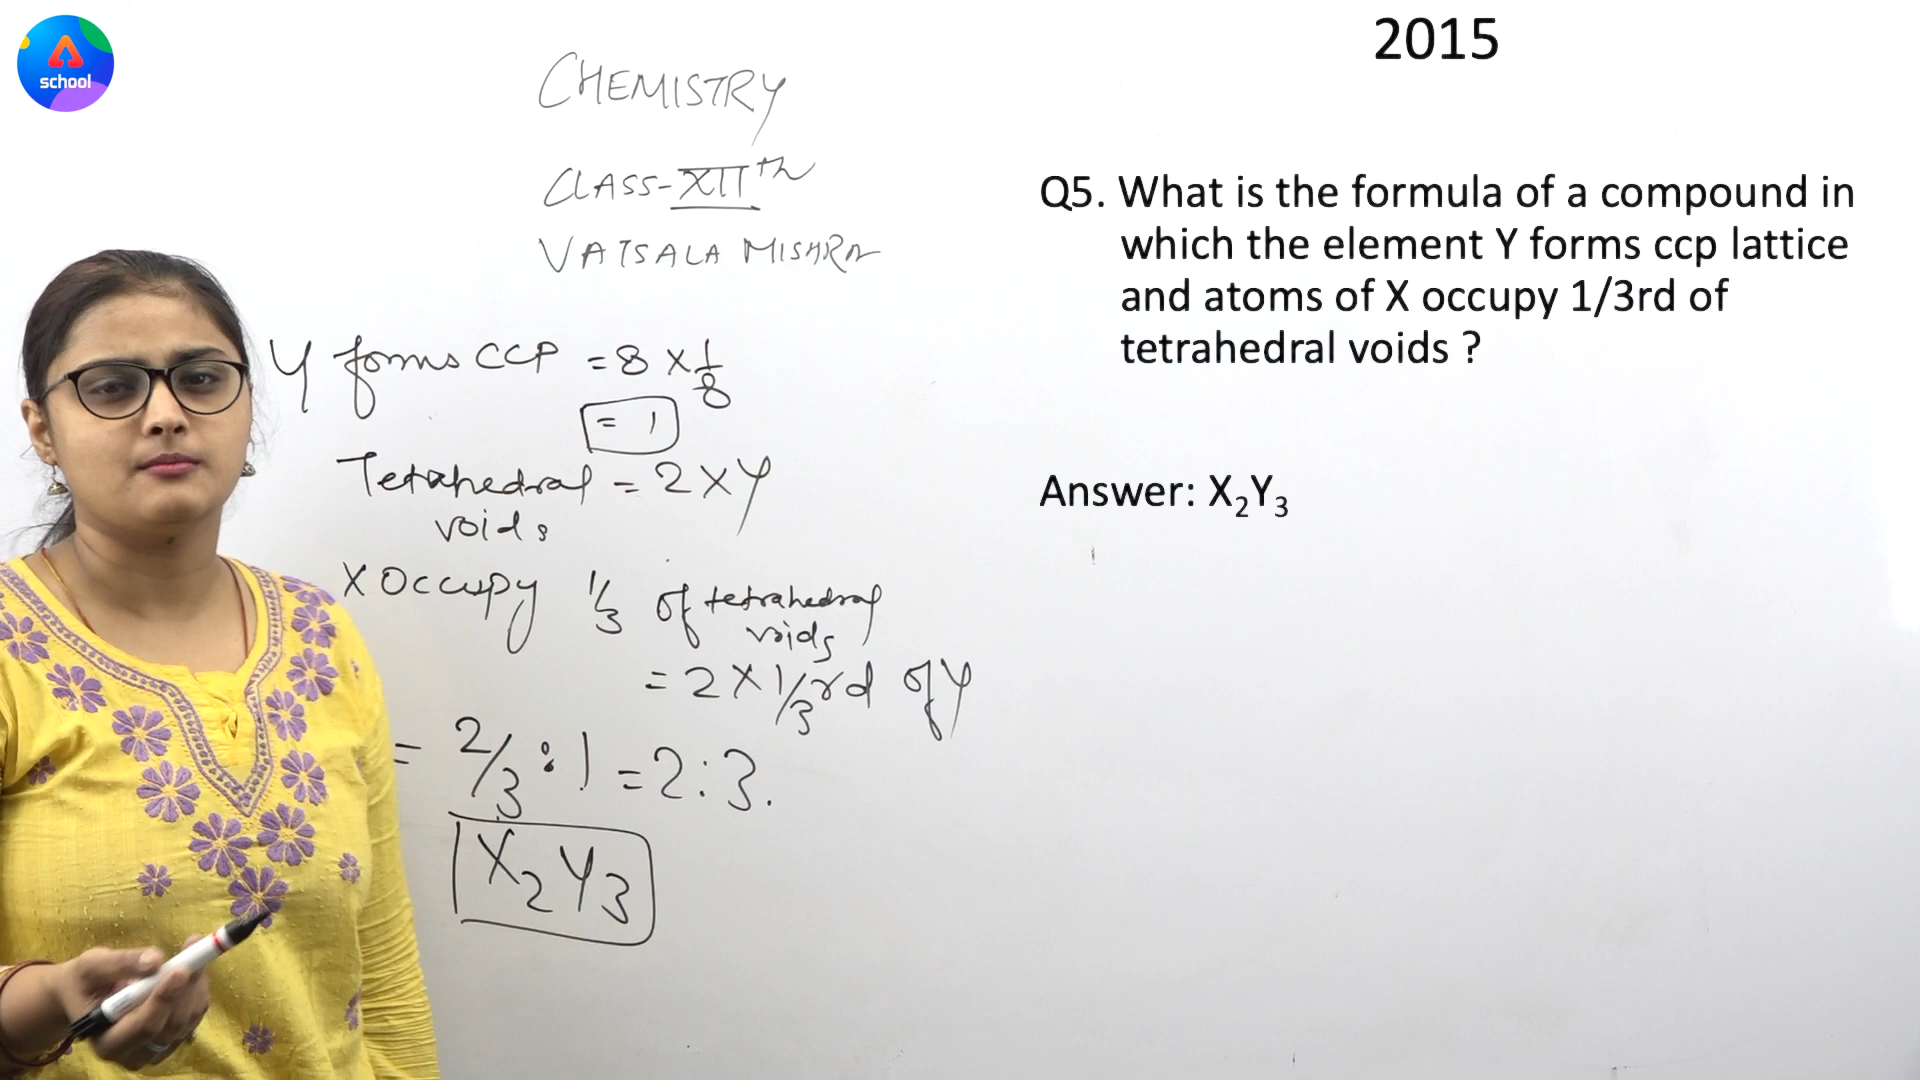 school
CHEMISTRY
CLASS-XIIth
VATSALA MISHRA
Y forms CCP = 8 x 1/8
= 1
Tetrahedral = 2 x Y
voids
X Occupy 1/3 of tetrahedral
voids
= 2 x 1/3rd of Y
= 2/3 : 1 = 2 : 3.
X2Y3
2015
Q5. What is the formula of a compound in
which the element Y forms ccp lattice
and atoms of X occupy 1/3rd of
tetrahedral voids ?
Answer: X₂Y₃